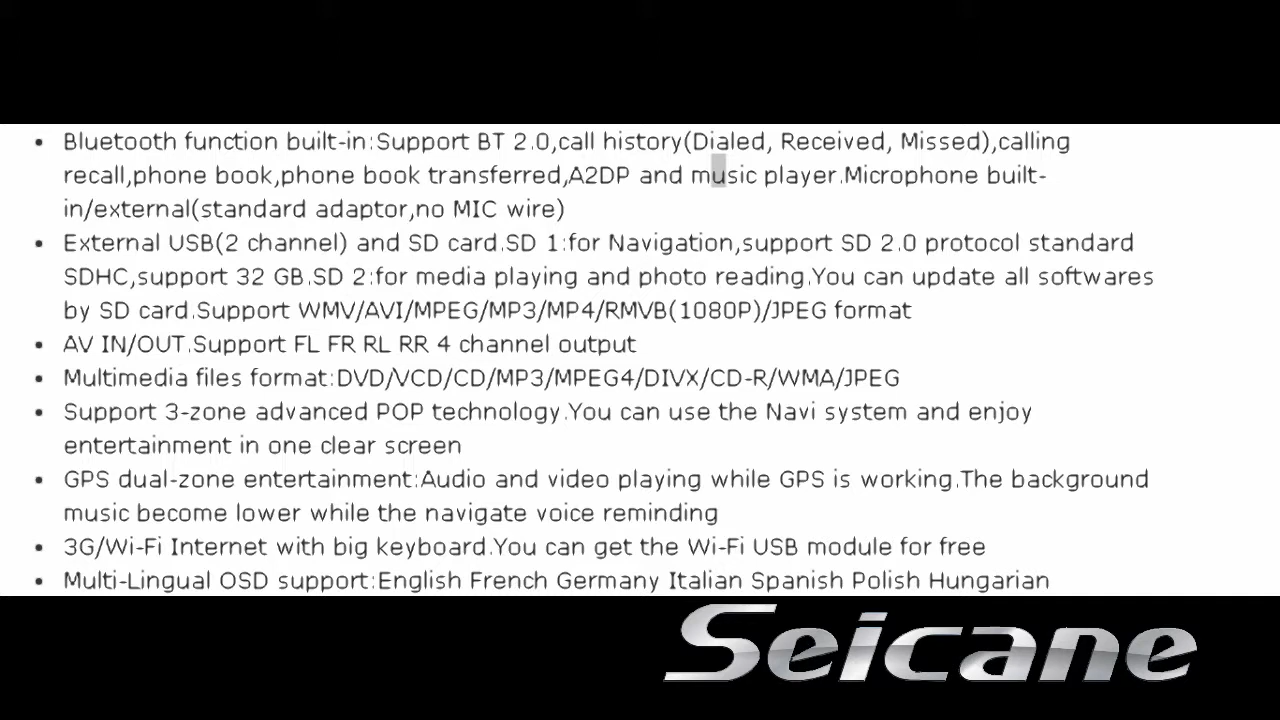 • Bluetooth function built-in:Support BT 2.0,call history(Dialed, Received, Missed),calling
recall,phone book,phone book transferred,A2DP and music player.Microphone built-
in/external(standard adaptor,no MIC wire)
• External USB(2 channel) and SD card.SD 1:for Navigation,support SD 2.0 protocol standard
SDHC,support 32 GB.SD 2:for media playing and photo reading.You can update all softwares
by SD card.Support WMV/AVI/MPEG/MP3/MP4/RMVB(1080P)/JPEG format
• AV IN/OUT.Support FL FR RL RR 4 channel output
• Multimedia files format:DVD/VCD/CD/MP3/MPEG4/DIVX/CD-R/WMA/JPEG
• Support 3-zone advanced POP technology.You can use the Navi system and enjoy
entertainment in one clear screen
• GPS dual-zone entertainment:Audio and video playing while GPS is working.The background
music become lower while the navigate voice reminding
• 3G/Wi-Fi Internet with big keyboard.You can get the Wi-Fi USB module for free
• Multi-Lingual OSD support:English French Germany Italian Spanish Polish Hungarian
Seicane